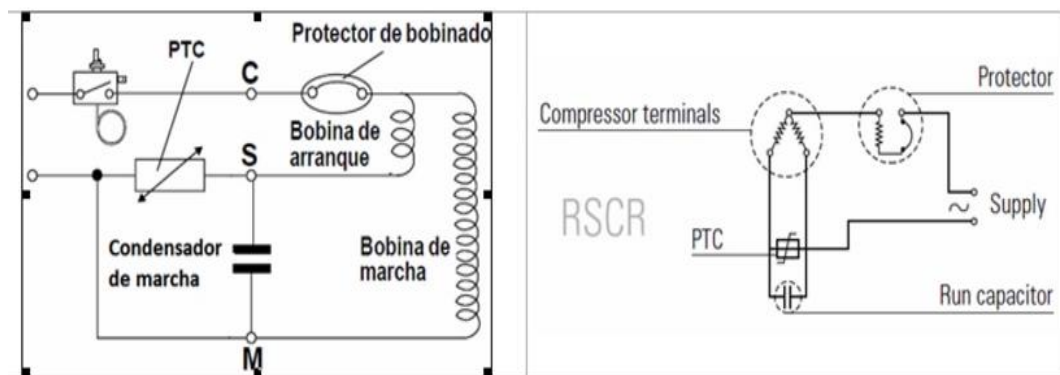 PTC
Protector de bobinado
C
Bobina de
arranque
S
Condensador
de marcha
Bobina de
marcha
M
Protector
Compressor terminals
RSCR
Supply
PTC
Run capacitor